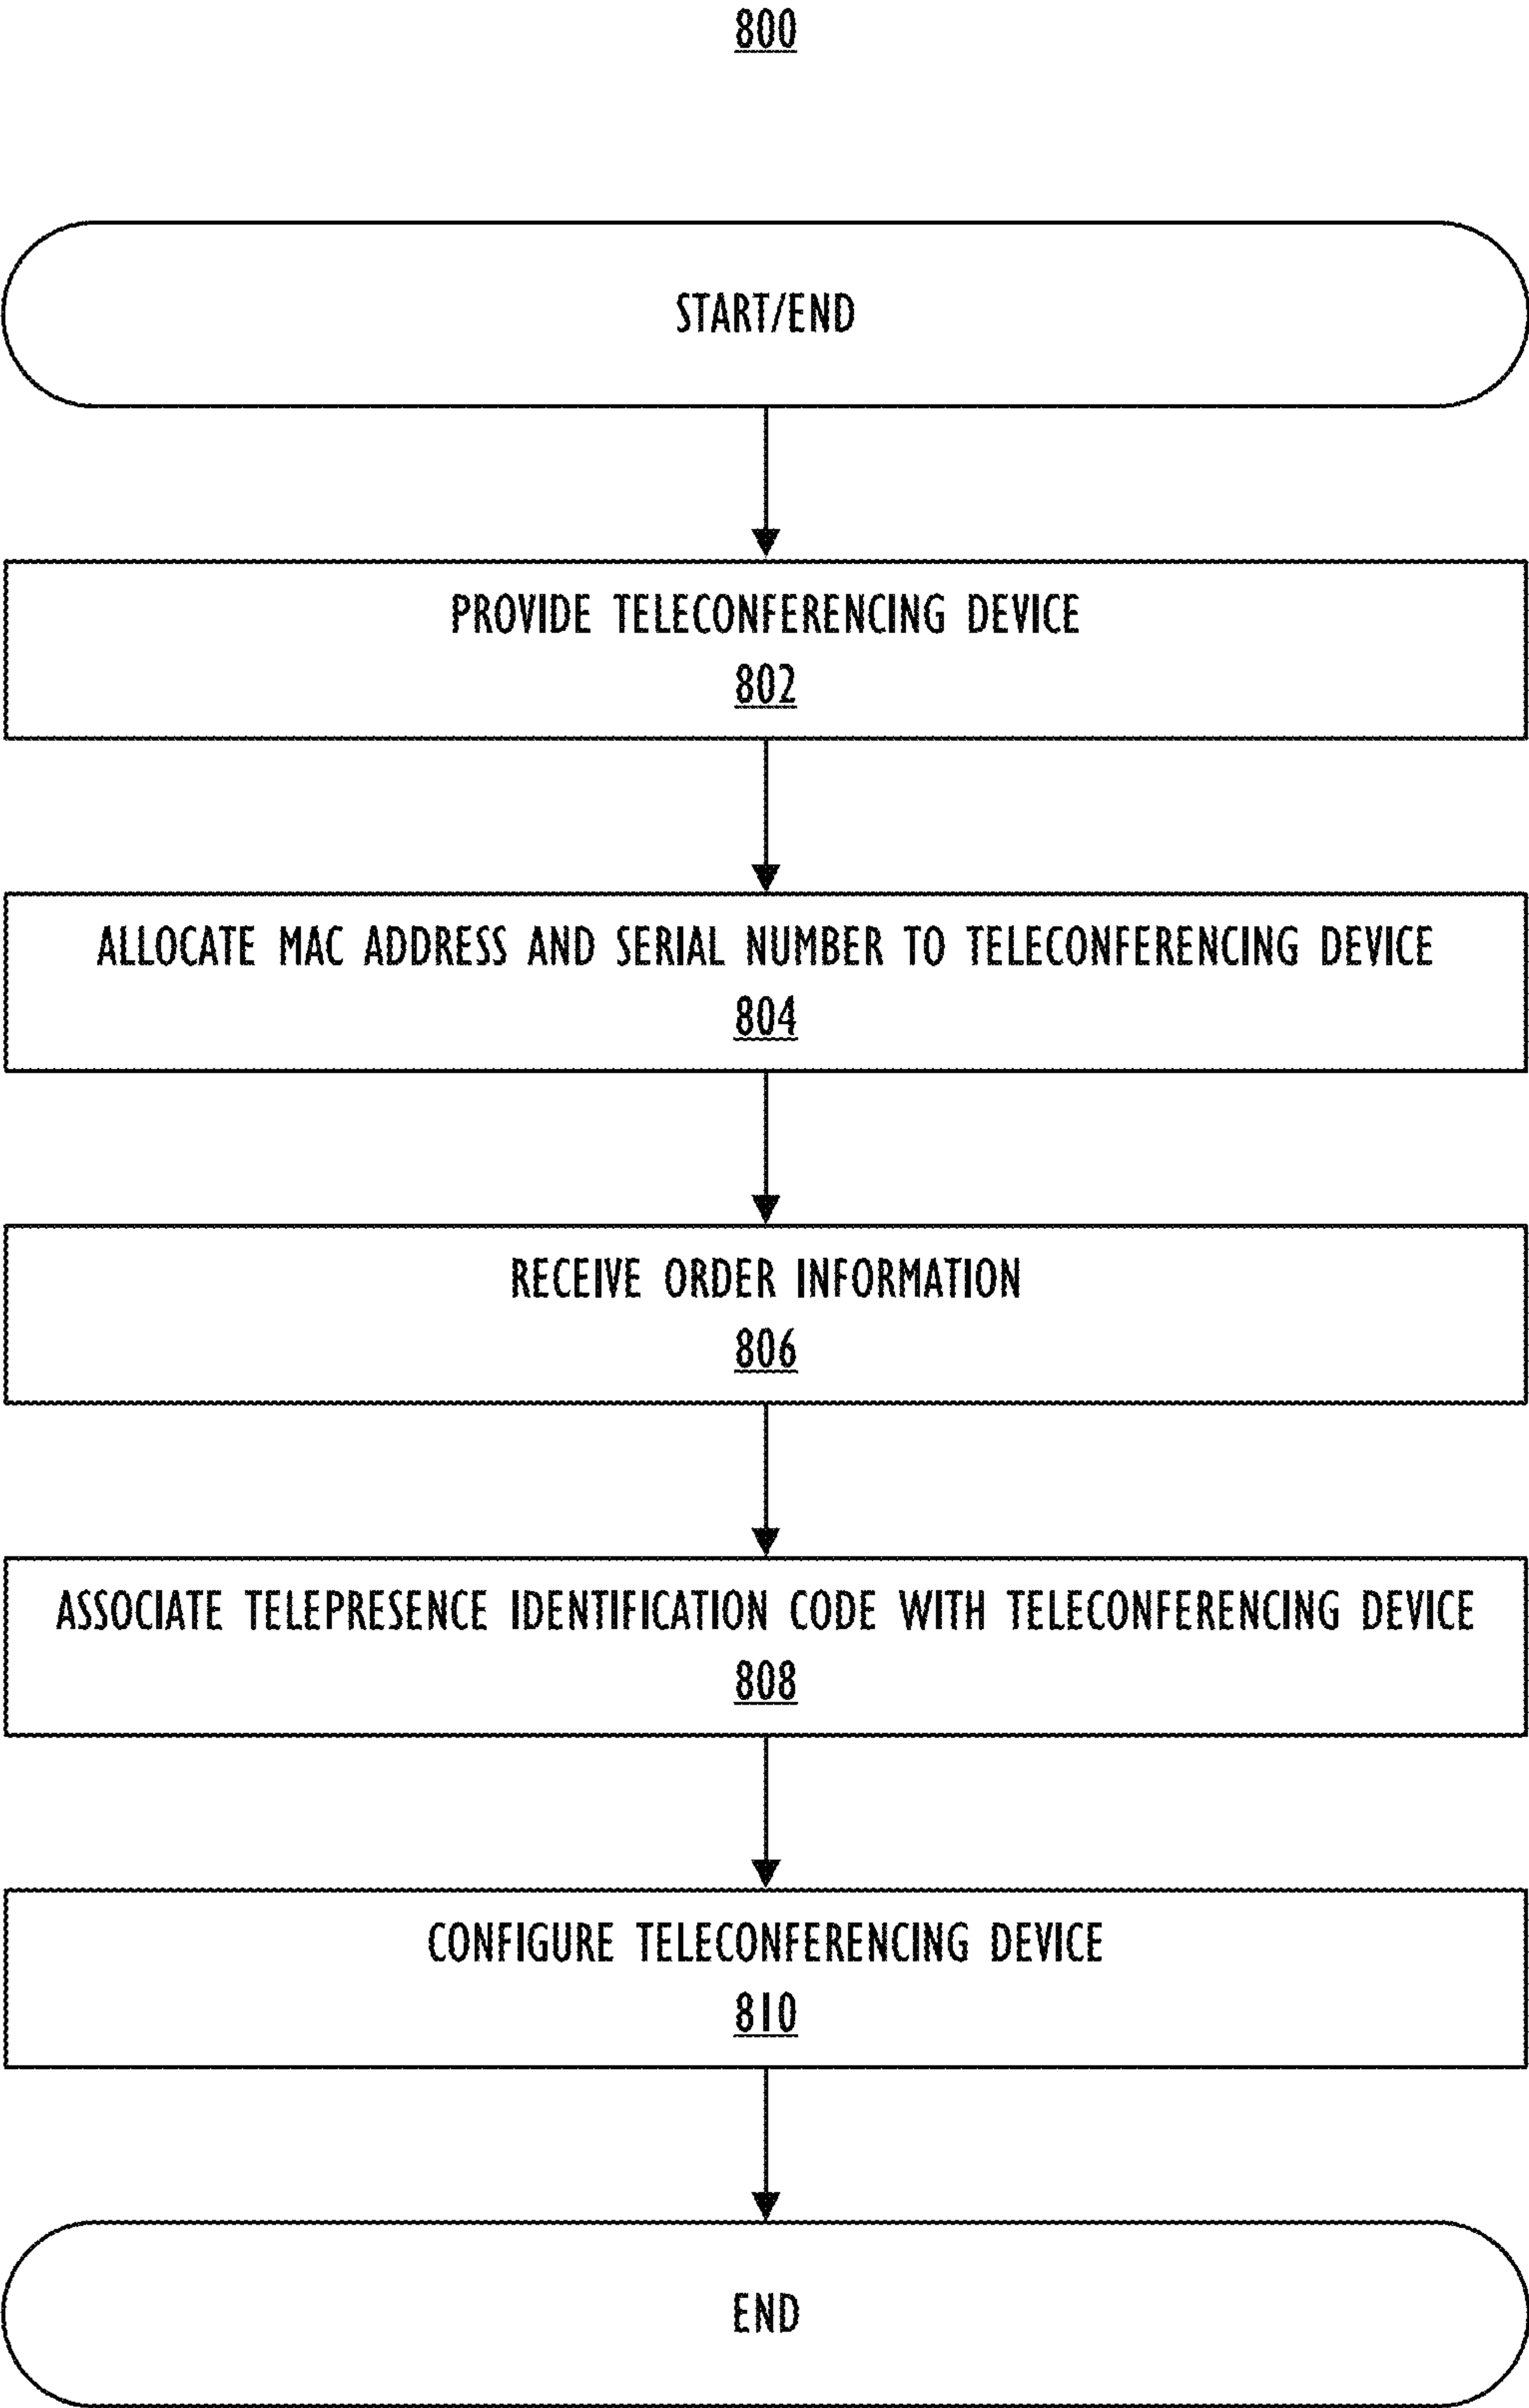 800
START/END
PROVIDE TELECONFERENCING DEVICE
802
ALLOCATE MAC ADDRESS AND SERIAL NUMBER TO TELECONFERENCING DEVICE
804
RECEIVE ORDER INFORMATION
806
ASSOCIATE TELEPRESENCE IDENTIFICATION CODE WITH TELECONFERENCING DEVICE
808
CONFIGURE TELECONFERENCING DEVICE
810
END